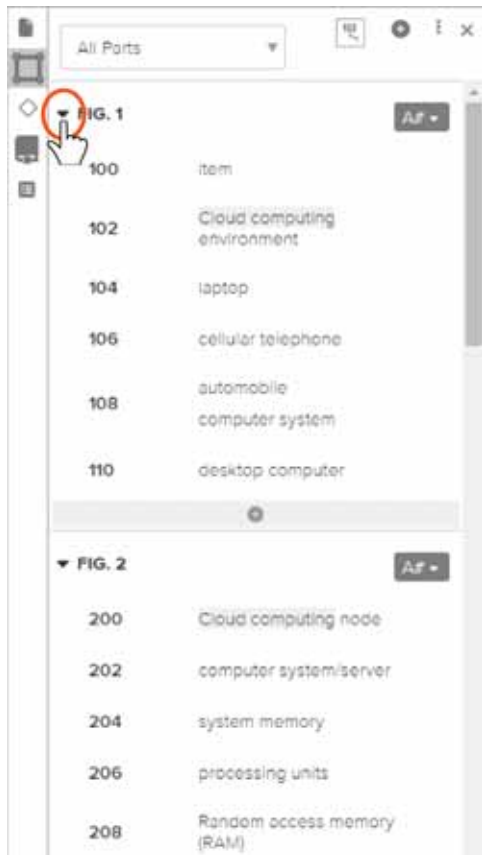 All Parts
FIG. 1
A#
100 item
102 Cloud computing
environment
104 laptop
106 cellular telephone
108 automobile
computer system
110 desktop computer
FIG. 2
A#
200 Cloud computing node
202 computer system/server
204 system memory
206 processing units
208 Random access memory
(RAM)